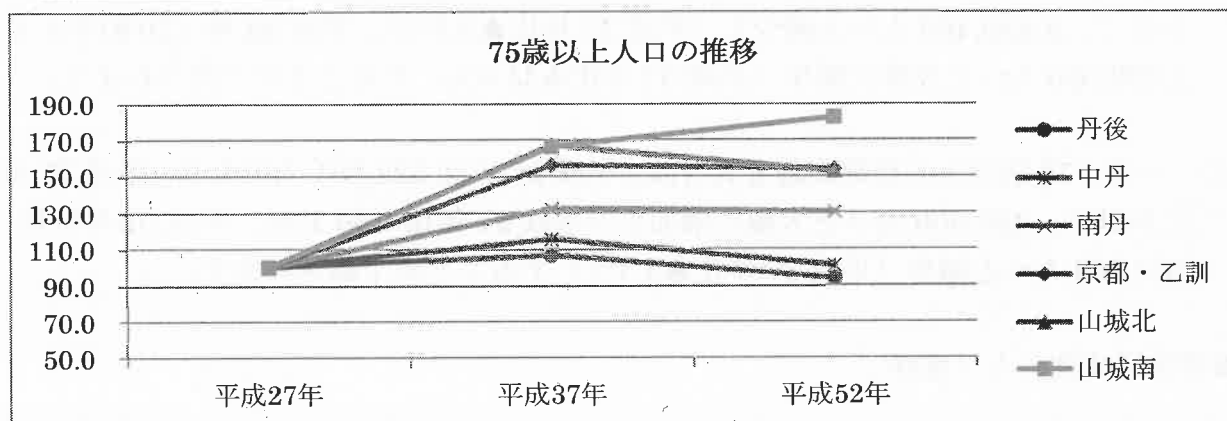 75歳以上人口の推移
190.0
170.0
150.0
130.0
110.0
90.0
70.0
50.0
平成27年
平成37年
平成52年
丹後
中丹
南丹
京都・乙訓
山城北
山城南